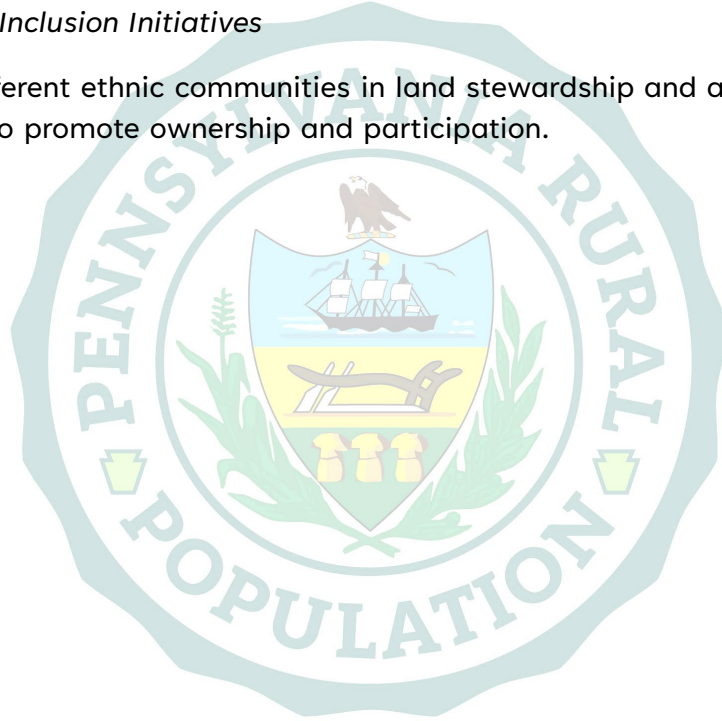 Inclusion Initiatives
ferent ethnic communities in land stewardship and a
o promote ownership and participation.
PENNSYLVANIA RURAL
POPULATION